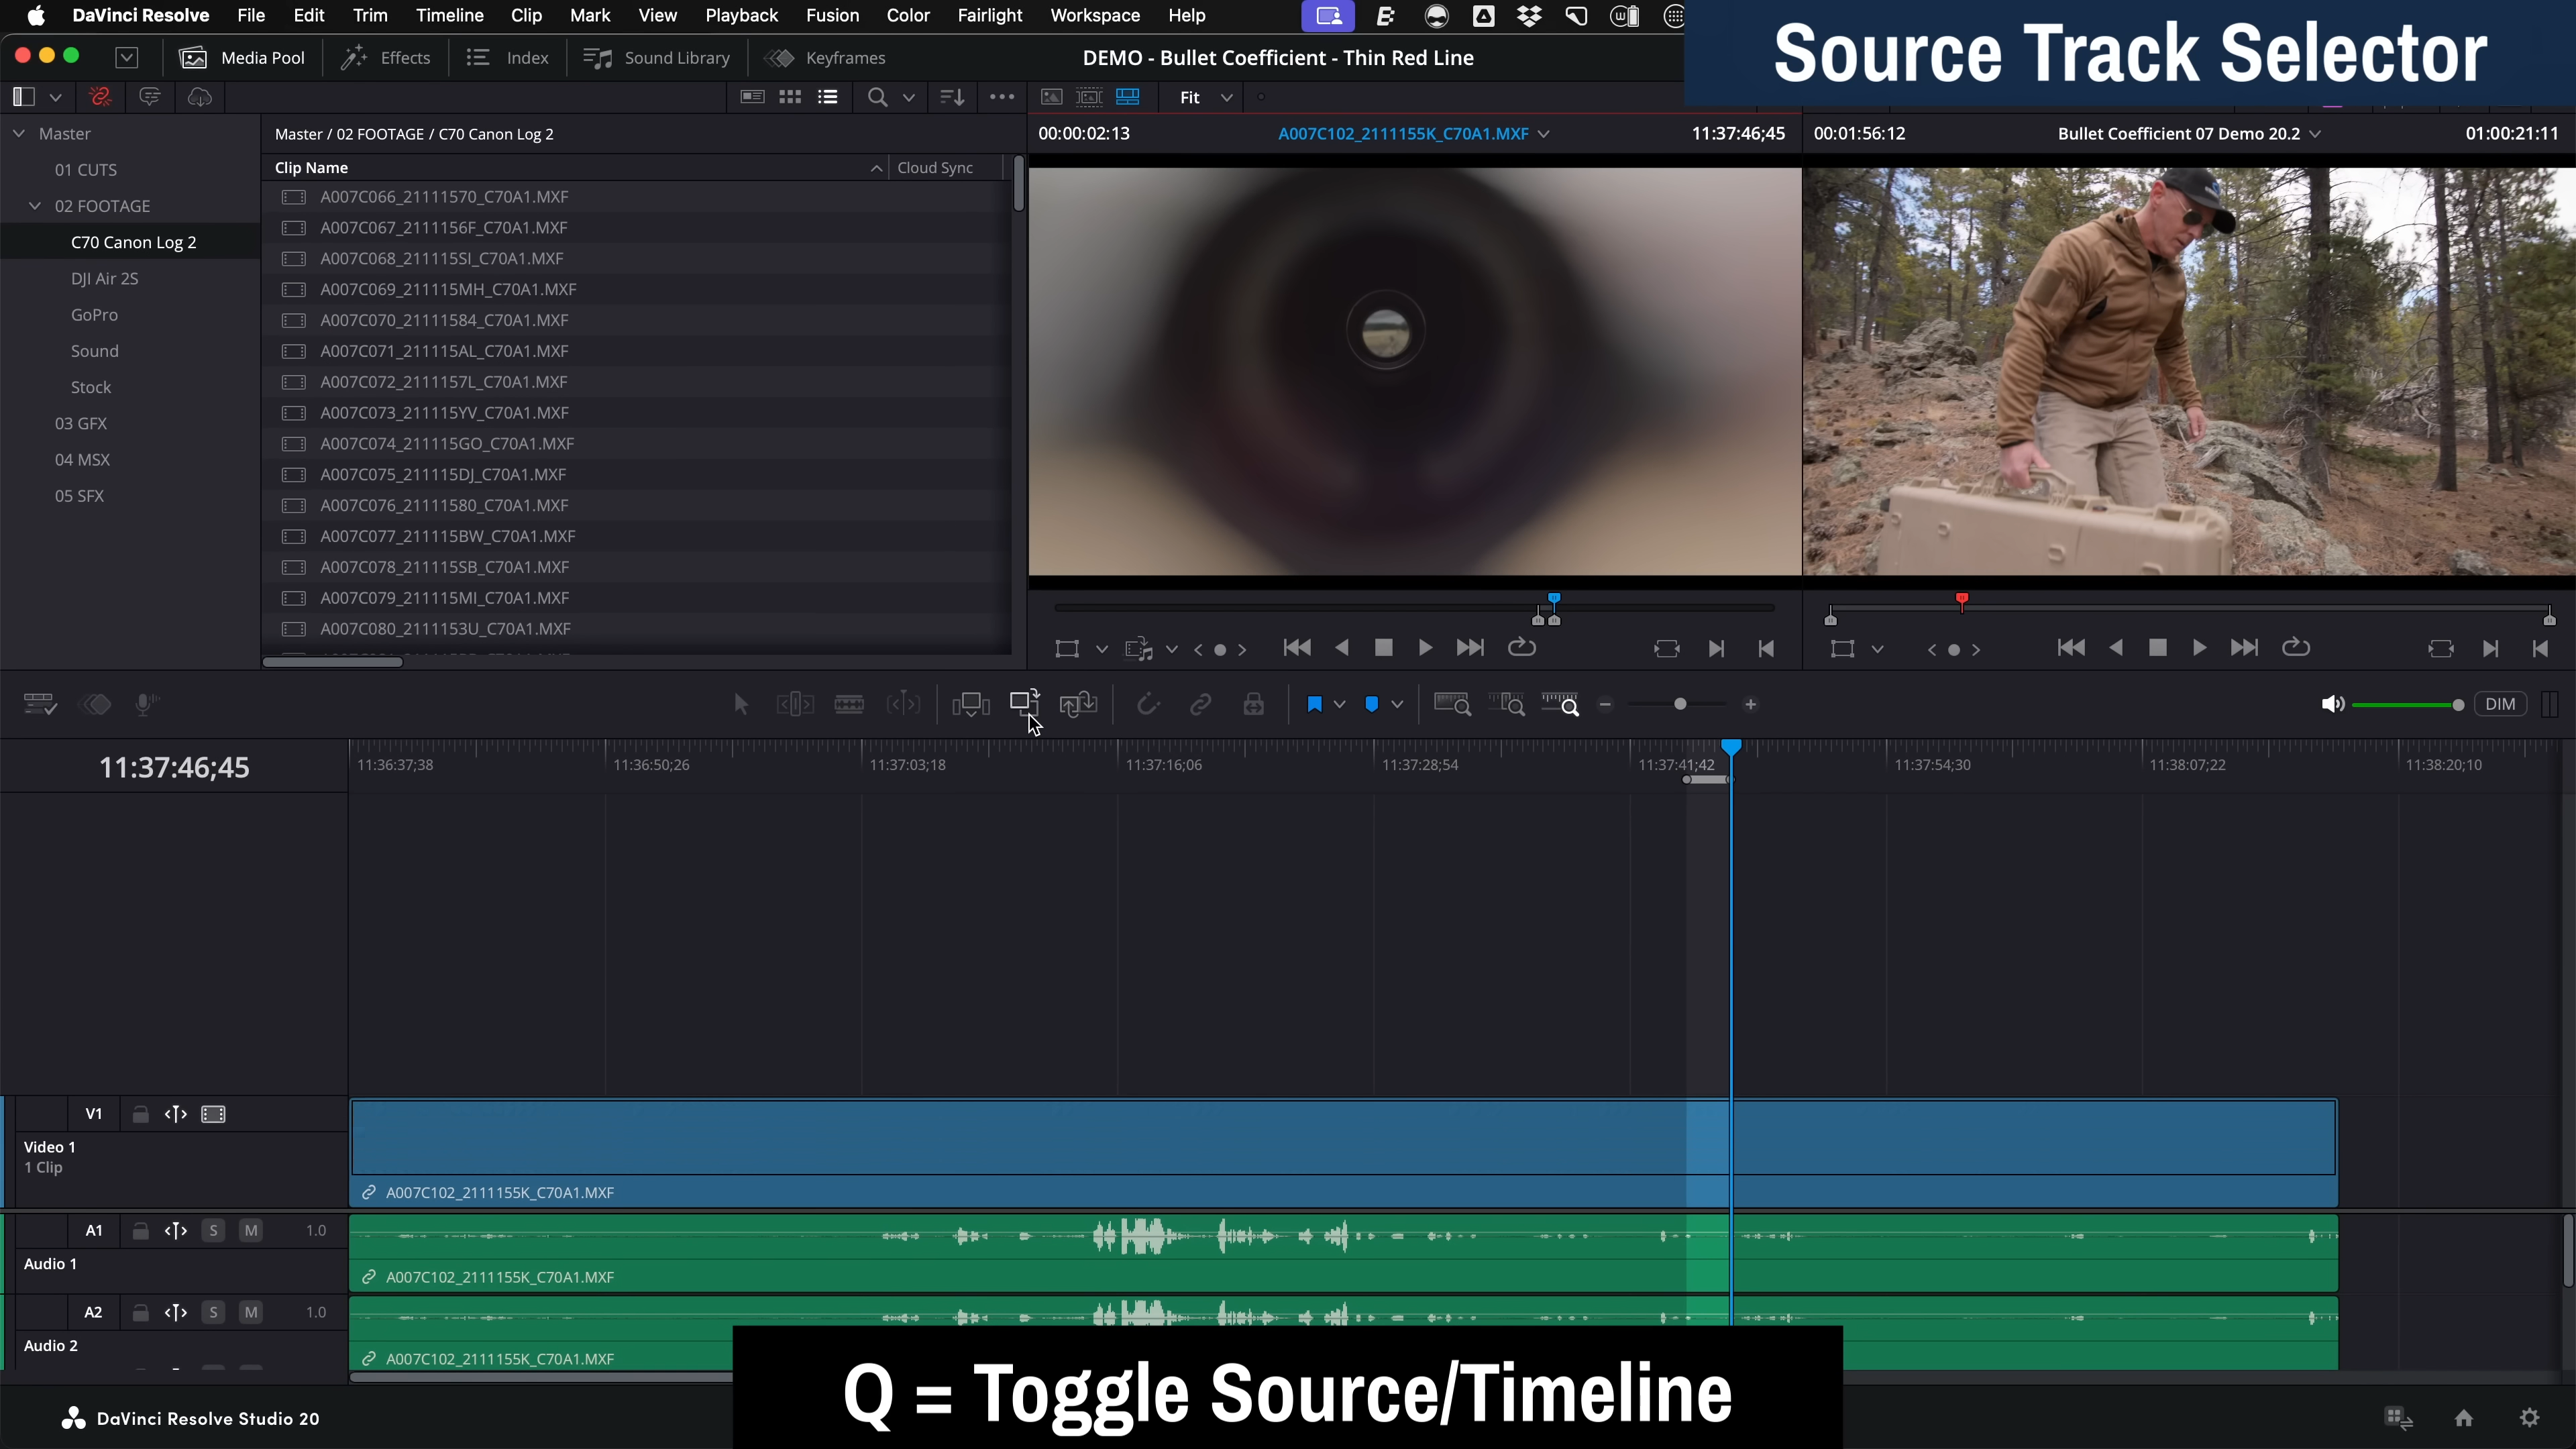 DaVinci Resolve File Edit Trim Timeline Clip Mark View Playback Fusion Color Fairlight Workspace Help
Source Track Selector
Media Pool Effects Index Sound Library Keyframes
DEMO - Bullet Coefficient - Thin Red Line
Fit
Master
01 CUTS
02 FOOTAGE
C70 Canon Log 2
DJI Air 2S
GoPro
Sound
Stock
03 GFX
04 MSX
05 SFX
Master / 02 FOOTAGE / C70 Canon Log 2
Clip Name Cloud Sync
A007C066_21111570_C70A1.MXF
A007C067_2111156F_C70A1.MXF
A007C068_211115SI_C70A1.MXF
A007C069_211115MH_C70A1.MXF
A007C070_21111584_C70A1.MXF
A007C071_211115AL_C70A1.MXF
A007C072_2111157L_C70A1.MXF
A007C073_211115YV_C70A1.MXF
A007C074_211115GO_C70A1.MXF
A007C075_211115DJ_C70A1.MXF
A007C076_21111580_C70A1.MXF
A007C077_211115BW_C70A1.MXF
A007C078_211115SB_C70A1.MXF
A007C079_211115MI_C70A1.MXF
A007C080_2111153U_C70A1.MXF
00:00:02:13 A007C102_2111155K_C70A1.MXF 11:37:46;45
00:01:56:12 Bullet Coefficient 07 Demo 20.2 01:00:21:11
DIM
11:37:46;45
11:36:37;38 11:36:50;26 11:37:03;18 11:37:16;06 11:37:28;54 11:37:41;42 11:37:54;30 11:38:07;22 11:38:20;10
V1
Video 1
1 Clip
A007C102_2111155K_C70A1.MXF
A1 S M 1.0
Audio 1
A007C102_2111155K_C70A1.MXF
A2 S M 1.0
Audio 2
A007C102_2111155K_C70A1.MXF
Q = Toggle Source/Timeline
DaVinci Resolve Studio 20